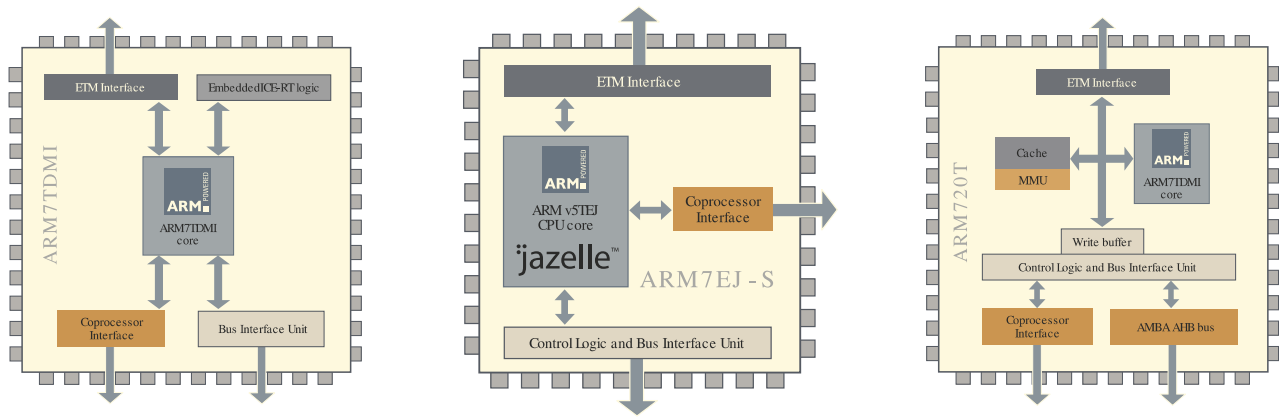 ARM7TDMI
ETM Interface
EmbeddedICE-RT logic
ARM
POWERED
ARM7TDMI
core
Coprocessor
Interface
Bus Interface Unit
ETM Interface
ARM
POWERED
ARM v5TEJ
CPU core
jazelle™
Coprocessor
Interface
ARM7EJ-S
Control Logic and Bus Interface Unit
ARM720T
ETM Interface
Cache
MMU
ARM
POWERED
ARM7TDMI
core
Write buffer
Control Logic and Bus Interface Unit
Coprocessor
Interface
AMBA AHB bus